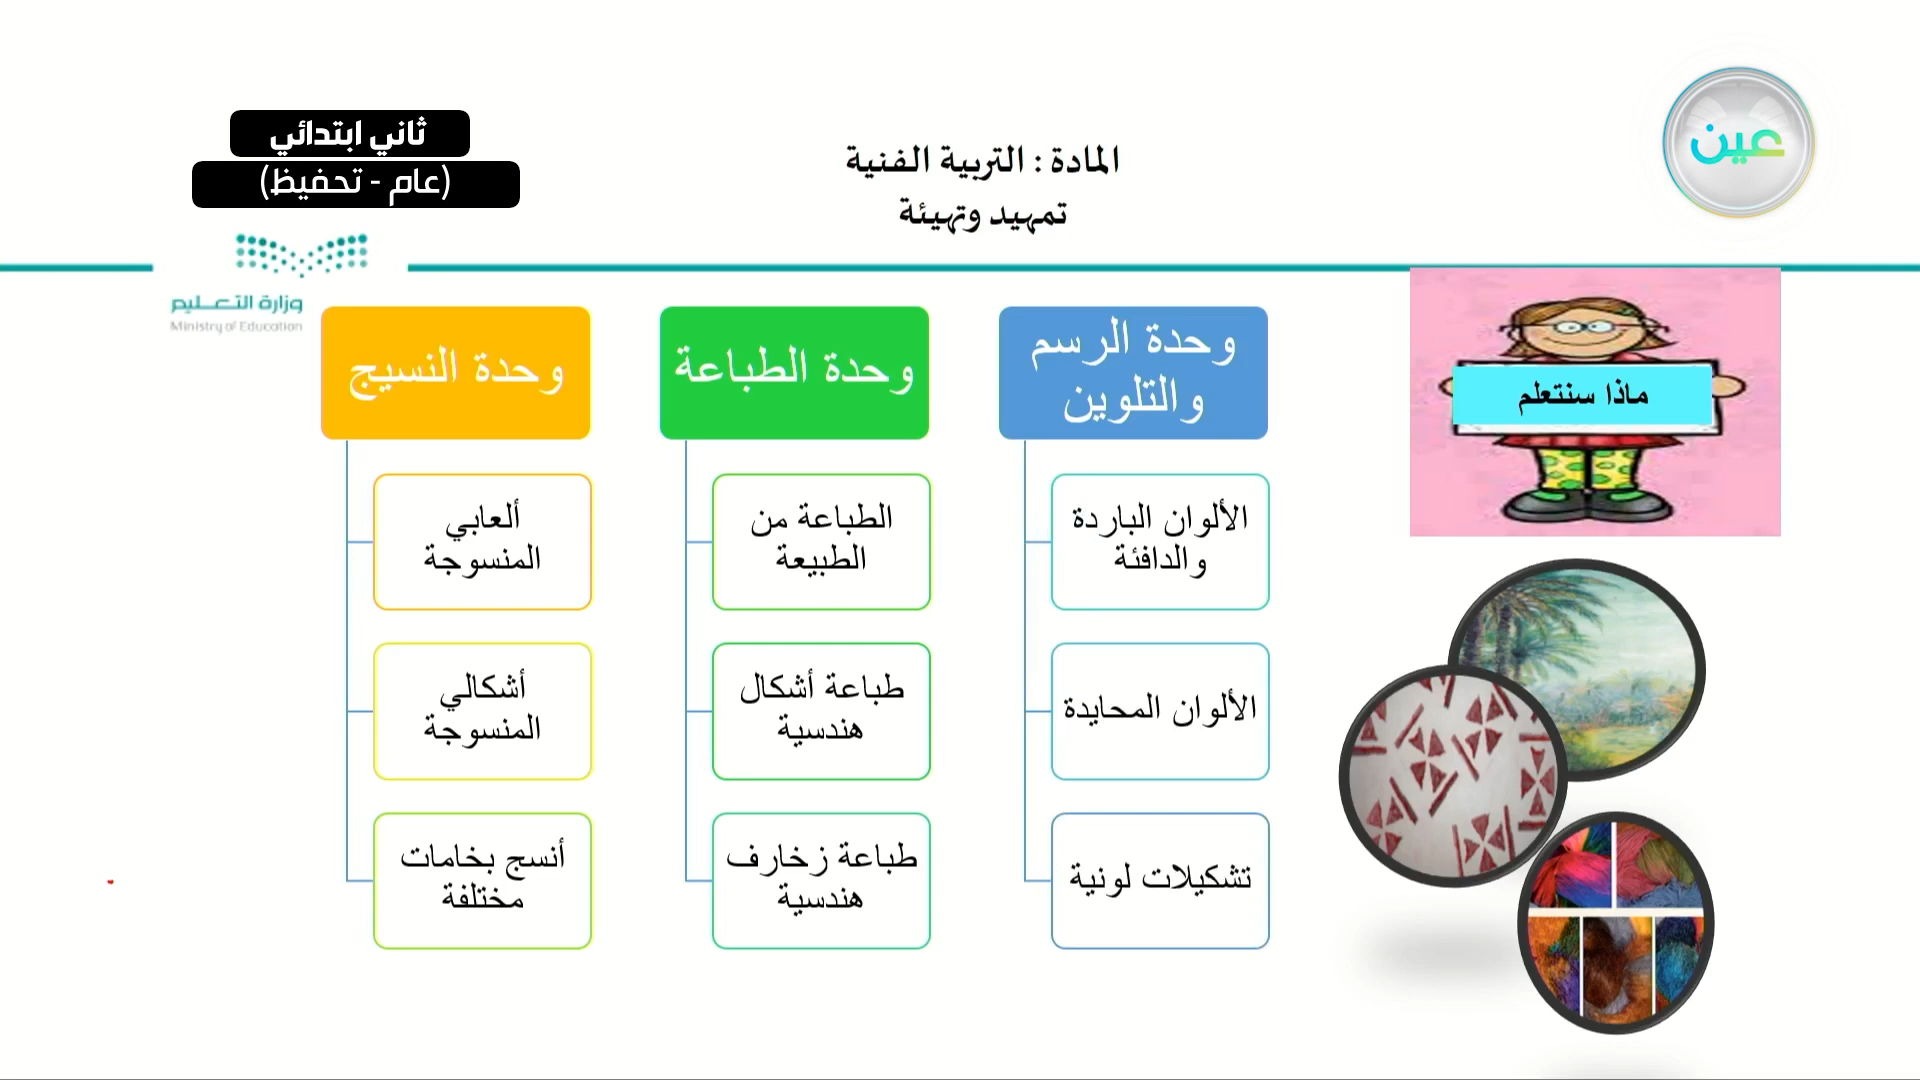 عين
المادة : التربية الفنية
تمهيد وتهيئة
ثاني ابتدائي
(عام - تحفيظ)
وزارة التعليم
Ministry of Education
ماذا سنتعلم
وحدة الرسم
والتلوين
الألوان الباردة
والدافئة
الألوان المحايدة
تشكيلات لونية
وحدة الطباعة
الطباعة من
الطبيعة
طباعة أشكال
هندسية
طباعة زخارف
هندسية
وحدة النسيج
ألعابي
المنسوجة
أشكالي
المنسوجة
أنسج بخامات
مختلفة